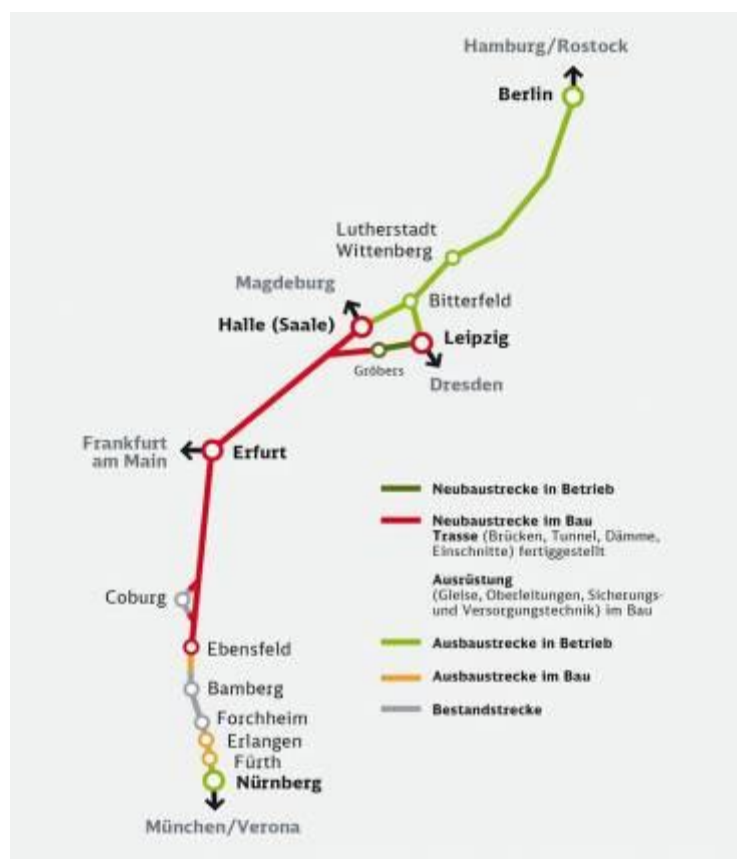 Hamburg/Rostock
Berlin
Lutherstadt
Wittenberg
Magdeburg
Bitterfeld
Halle (Saale)
Leipzig
Gröbers
Dresden
Frankfurt
am Main
Erfurt
Neubaustrecke in Betrieb
Neubaustrecke im Bau
Trasse (Brücken, Tunnel, Dämme,
Einschnitte) fertiggestellt
Ausrüstung
(Gleise, Oberleitungen, Sicherungs-
und Versorgungstechnik) im Bau
Coburg
Ebensfeld
Ausbaustrecke in Betrieb
Ausbaustrecke im Bau
Bamberg
Bestandstrecke
Forchheim
Erlangen
Fürth
Nürnberg
München/Verona